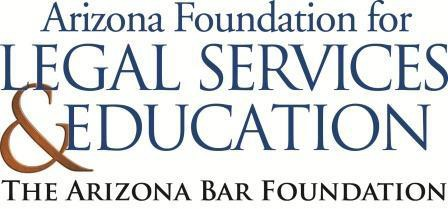 Arizona Foundation for
LEGAL SERVICES
&EDUCATION
THE ARIZONA BAR FOUNDATION